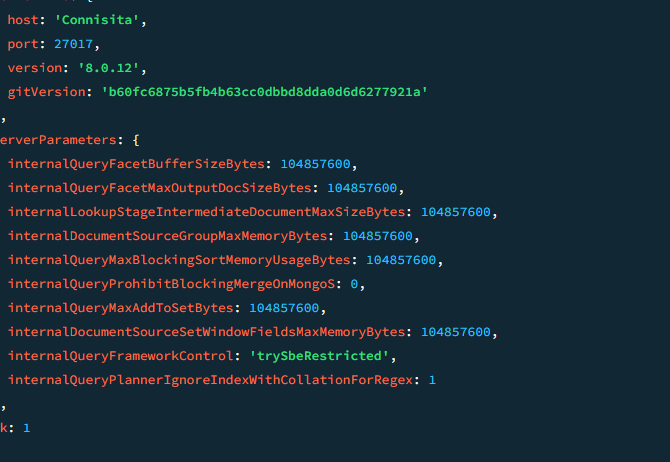 host: 'Connisita',
port: 27017,
version: '8.0.12',
gitVersion: 'b60fc6875b5fb4b63cc0dbbd8dda0d6d6277921a'
,
erverParameters: {
internalQueryFacetBufferSizeBytes: 104857600,
internalQueryFacetMaxOutputDocSizeBytes: 104857600,
internalLookupStageIntermediateDocumentMaxSizeBytes: 104857600,
internalDocumentSourceGroupMaxMemoryBytes: 104857600,
internalQueryMaxBlockingSortMemoryUsageBytes: 104857600,
internalQueryProhibitBlockingMergeOnMongoS: 0,
internalQueryMaxAddToSetBytes: 104857600,
internalDocumentSourceSetWindowFieldsMaxMemoryBytes: 104857600,
internalQueryFrameworkControl: 'trySbeRestricted',
internalQueryPlannerIgnoreIndexWithCollationForRegex: 1
,
k: 1